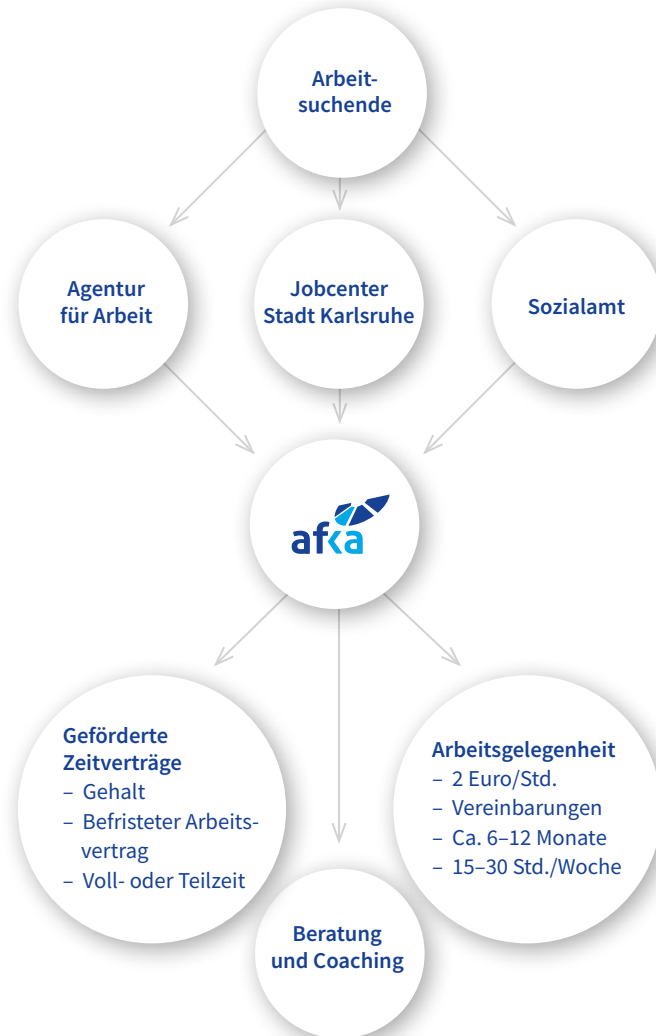 Arbeit-
suchende
Agentur
für Arbeit
Jobcenter
Stadt Karlsruhe
Sozialamt
afka
Geförderte
Zeitverträge
– Gehalt
– Befristeter Arbeits-
vertrag
– Voll- oder Teilzeit
Arbeitsgelegenheit
– 2 Euro/Std.
– Vereinbarungen
– Ca. 6–12 Monate
– 15–30 Std./Woche
Beratung
und Coaching